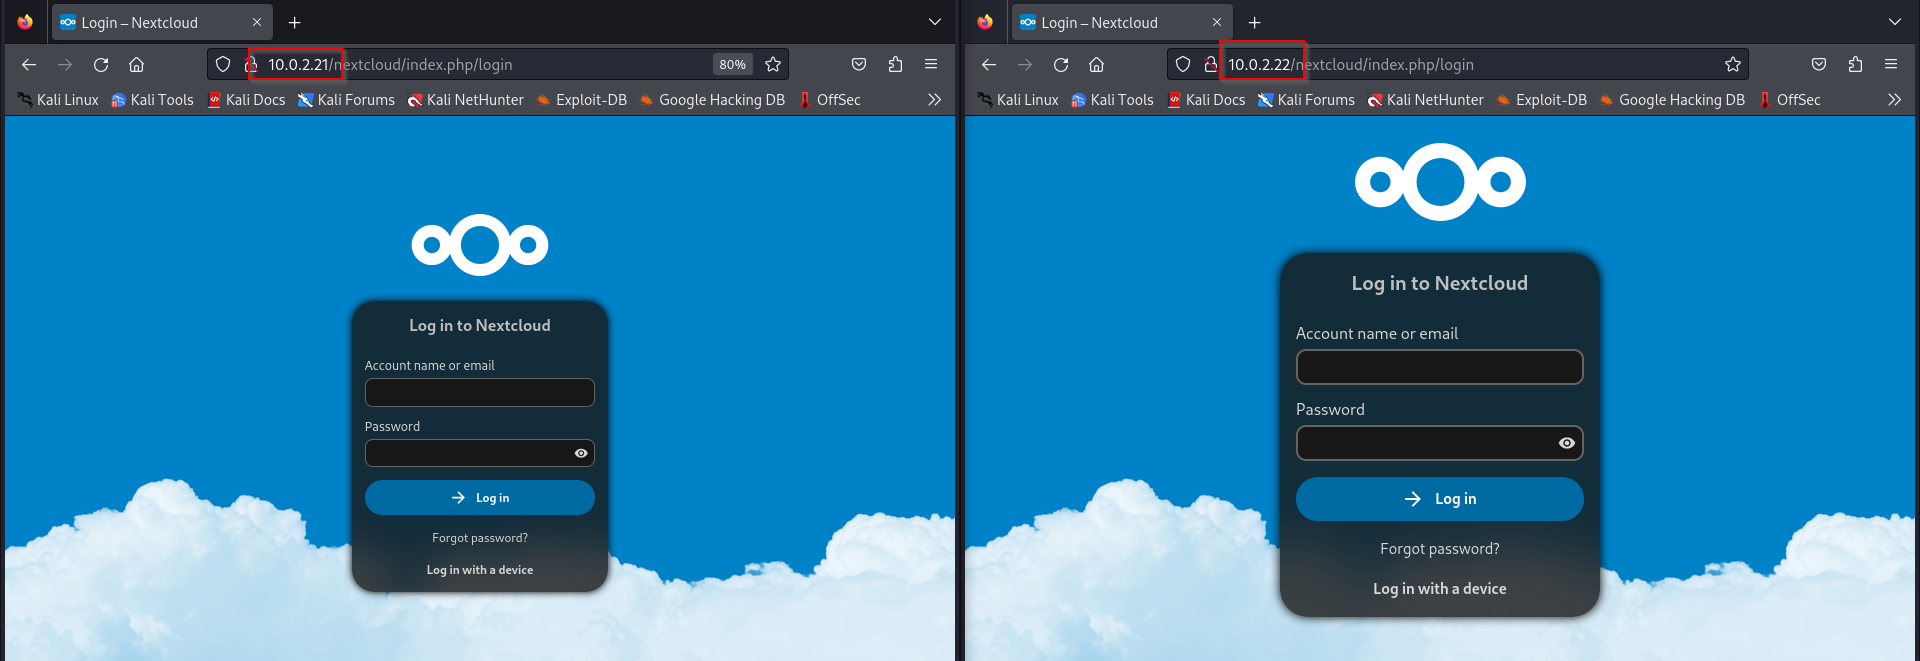 Login – Nextcloud
10.0.2.21/nextcloud/index.php/login
80%
Kali Linux Kali Tools Kali Docs Kali Forums Kali NetHunter Exploit-DB Google Hacking DB OffSec
Log in to Nextcloud
Account name or email
Password
Log in
Forgot password?
Log in with a device
Login – Nextcloud
10.0.2.22/nextcloud/index.php/login
Kali Linux Kali Tools Kali Docs Kali Forums Kali NetHunter Exploit-DB Google Hacking DB OffSec
Log in to Nextcloud
Account name or email
Password
Log in
Forgot password?
Log in with a device